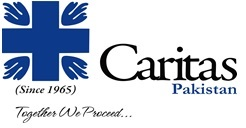 Caritas
(Since 1965)
Pakistan
Together We Proceed...